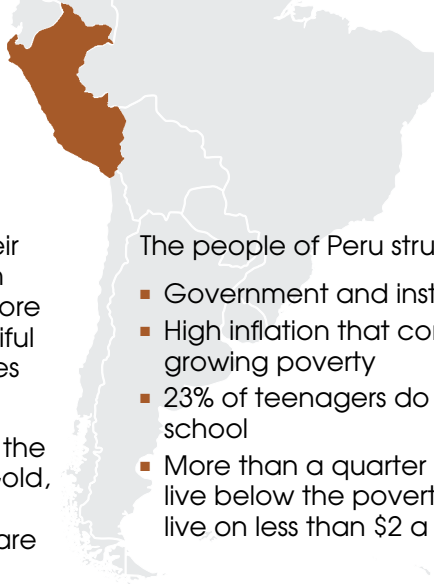 eir
n
ore
iful
es
the
old,
are
The people of Peru stru
▪ Government and inst
▪ High inflation that co
growing poverty
▪ 23% of teenagers do
school
▪ More than a quarter
live below the povert
live on less than $2 a